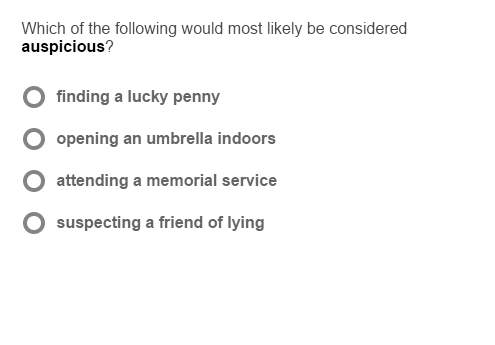 Which of the following would most likely be considered
auspicious?
finding a lucky penny
opening an umbrella indoors
attending a memorial service
suspecting a friend of lying